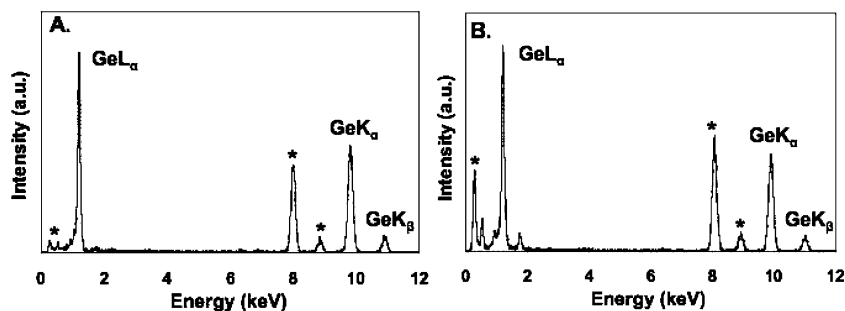 A.
GeLα
*
*
*
GeKα
GeKβ
Intensity (a.u.)
0 2 4 6 8 10 12
Energy (keV)
B.
GeLα
*
*
*
GeKα
GeKβ
Intensity (a.u.)
0 2 4 6 8 10 12
Energy (keV)